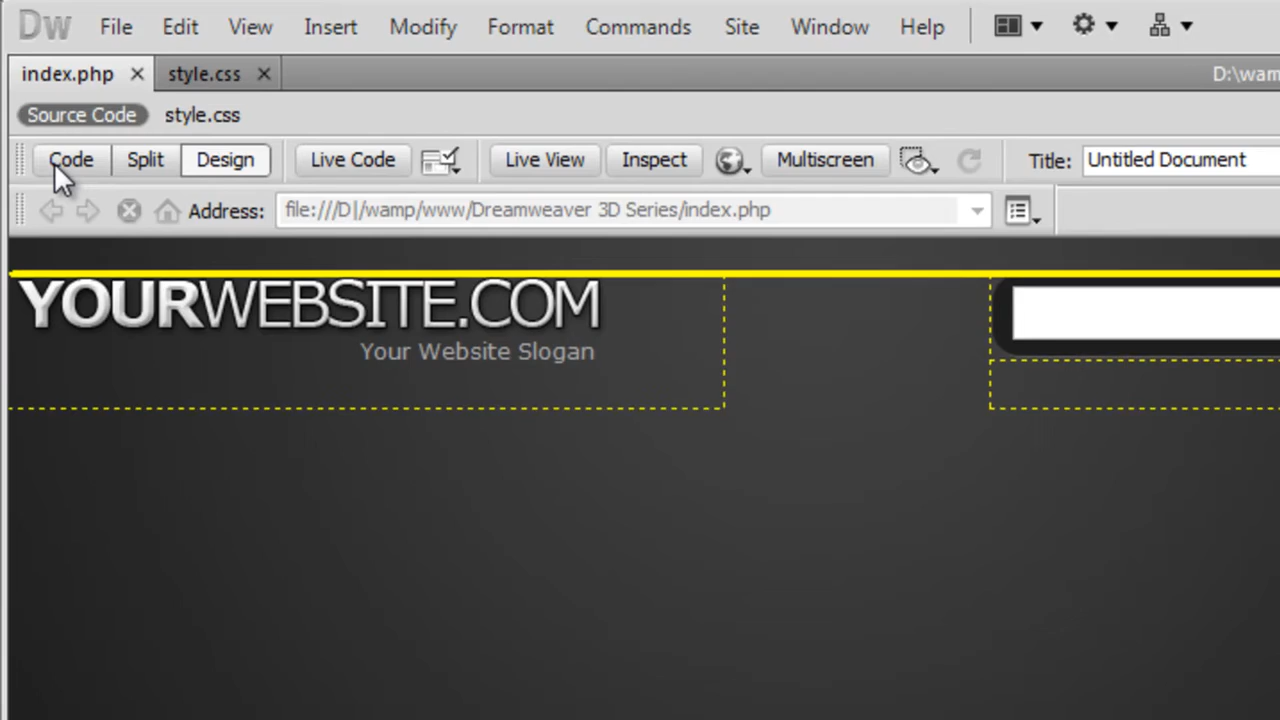 Dw File Edit View Insert Modify Format Commands Site Window Help
index.php style.css D:\wam
Source Code style.css
Code Split Design Live Code Live View Inspect Multiscreen Title: Untitled Document
Address: file:///D|/wamp/www/Dreamweaver 3D Series/index.php
YOURWEBSITE.COM
Your Website Slogan